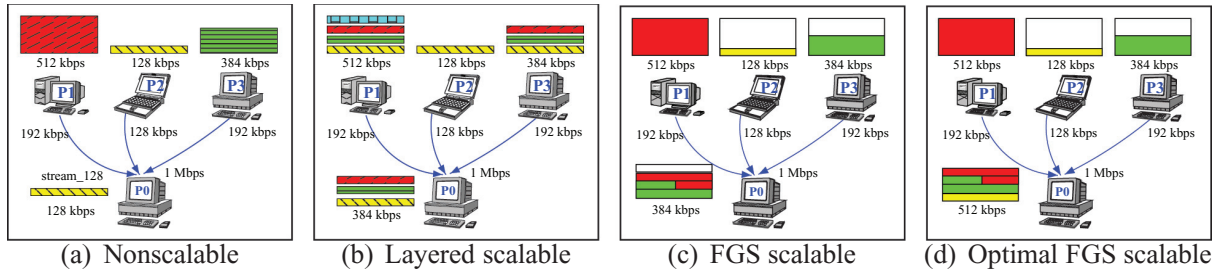 512 kbps
128 kbps
384 kbps
P1
P2
P3
192 kbps
128 kbps
192 kbps
stream_128
1 Mbps
P0
128 kbps
(a) Nonscalable
512 kbps
128 kbps
384 kbps
P1
P2
P3
192 kbps
128 kbps
192 kbps
1 Mbps
P0
384 kbps
(b) Layered scalable
512 kbps
128 kbps
384 kbps
P1
P2
P3
192 kbps
128 kbps
192 kbps
1 Mbps
P0
384 kbps
(c) FGS scalable
512 kbps
128 kbps
384 kbps
P1
P2
P3
192 kbps
128 kbps
192 kbps
1 Mbps
P0
512 kbps
(d) Optimal FGS scalable